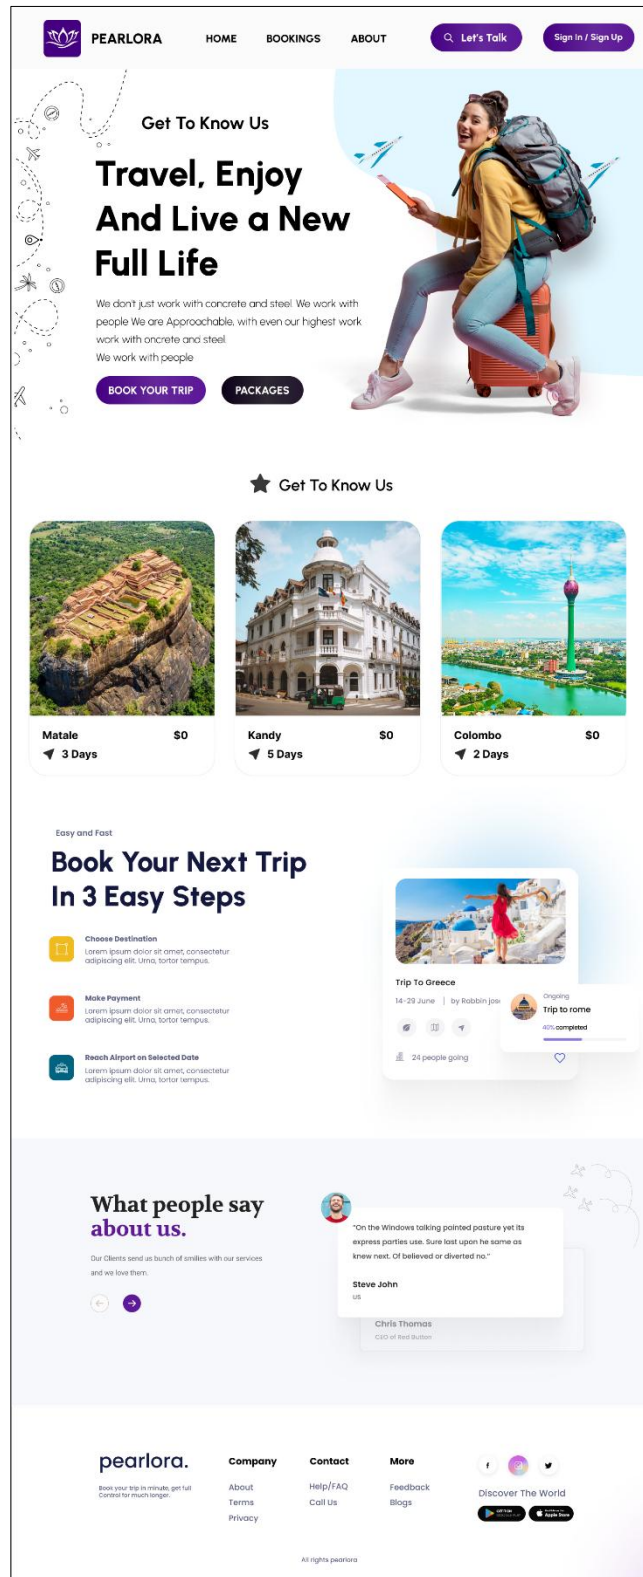 PEARLORA
HOME
BOOKINGS
ABOUT
Let's Talk
Sign In / Sign Up
Get To Know Us
Travel, Enjoy
And Live a New
Full Life
We don't just work with concrete and steel. We work with
people We are Approachable, with even our highest work
work with oncrete and steel.
We work with people
BOOK YOUR TRIP
PACKAGES
Get To Know Us
Matale $0
3 Days
Kandy $0
5 Days
Colombo $0
2 Days
Easy and Fast
Book Your Next Trip
In 3 Easy Steps
Choose Destination
Lorem ipsum dolor sit amet, consectetur
adipiscing elit. Urna, tortor tempus.
Make Payment
Lorem ipsum dolor sit amet, consectetur
adipiscing elit. Urna, tortor tempus.
Reach Airport on Selected Date
Lorem ipsum dolor sit amet, consectetur
adipiscing elit. Urna, tortor tempus.
Trip To Greece
14-29 June | by Robbin jos
24 people going
Ongoing
Trip to rome
40% completed
What people say
about us.
Our Clients send us bunch of smilies with our services
and we love them.
"On the Windows talking painted pasture yet its
express parties use. Sure last upon he same as
knew next. Of believed or diverted no."
Steve John
US
Chris Thomas
CEO of Red Button
pearlora.
Book your trip in minute, get full
Control for much longer.
Company
About
Terms
Privacy
Contact
Help/FAQ
Call Us
More
Feedback
Blogs
Discover The World
GET IT ON
Apple Store
All rights pearlora